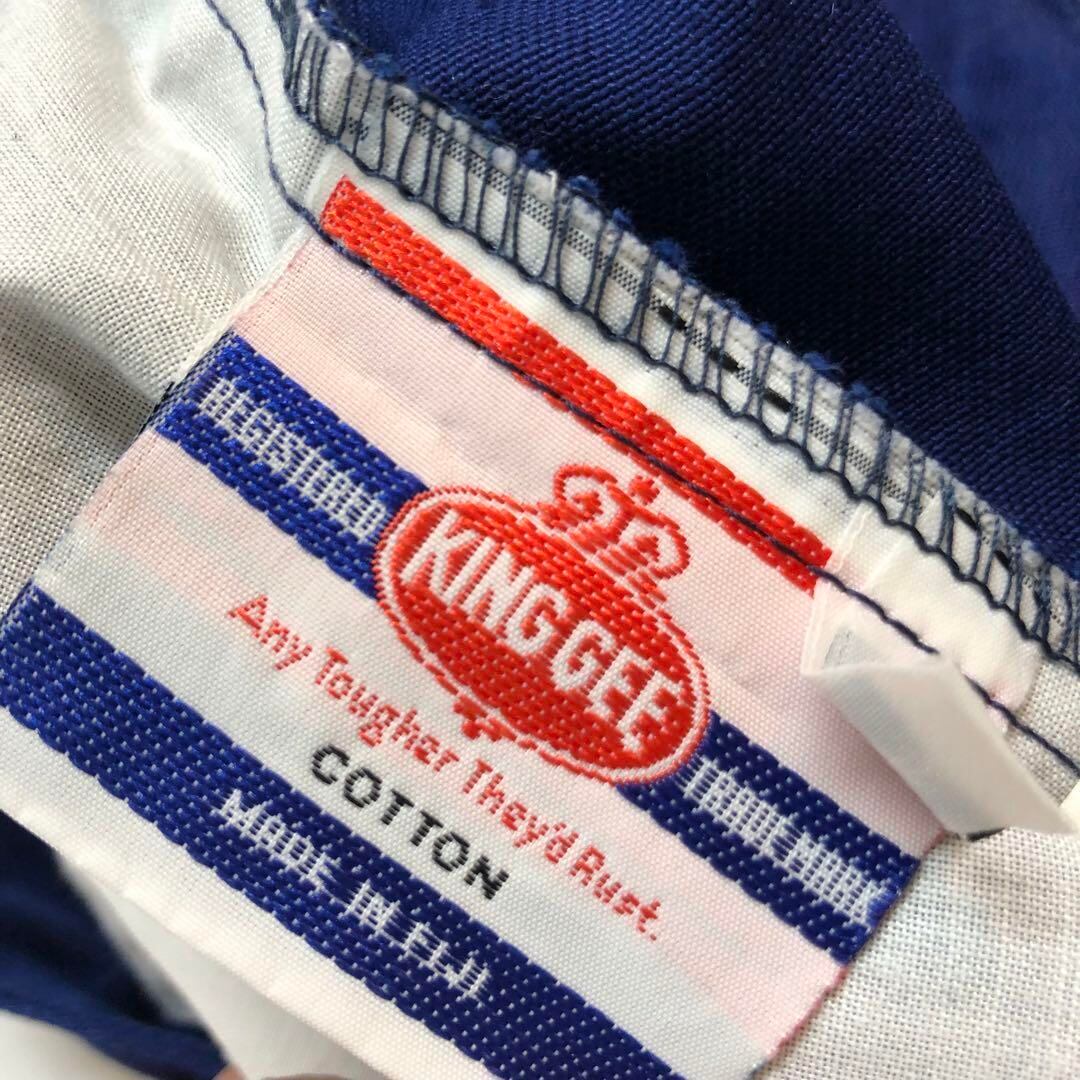 REGISTERED
KING GEE
TRADE MARK
Any Tougher They'd Rust.
COTTON
MADE IN FIJI